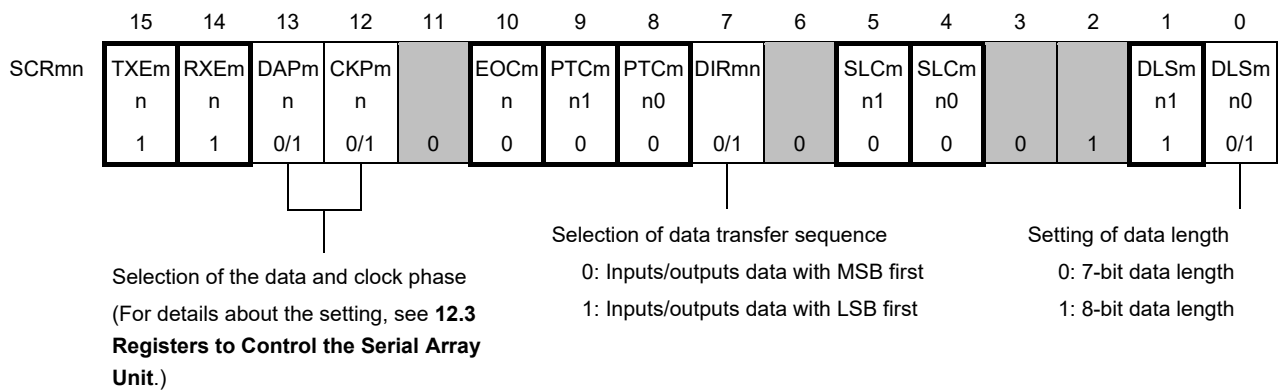 15 14 13 12 11 10 9 8 7 6 5 4 3 2 1 0
SCRmn TXEm RXEm DAPm CKPm EOCm PTCm PTCm DIRmn SLCm SLCm DLSm DLSm
n n n n n n1 n0 n1 n0 n1 n0
1 1 0/1 0/1 0 0 0 0 0/1 0 0 0 0 1 1 0/1
Selection of the data and clock phase
(For details about the setting, see 12.3
Registers to Control the Serial Array
Unit.)
Selection of data transfer sequence
0: Inputs/outputs data with MSB first
1: Inputs/outputs data with LSB first
Setting of data length
0: 7-bit data length
1: 8-bit data length